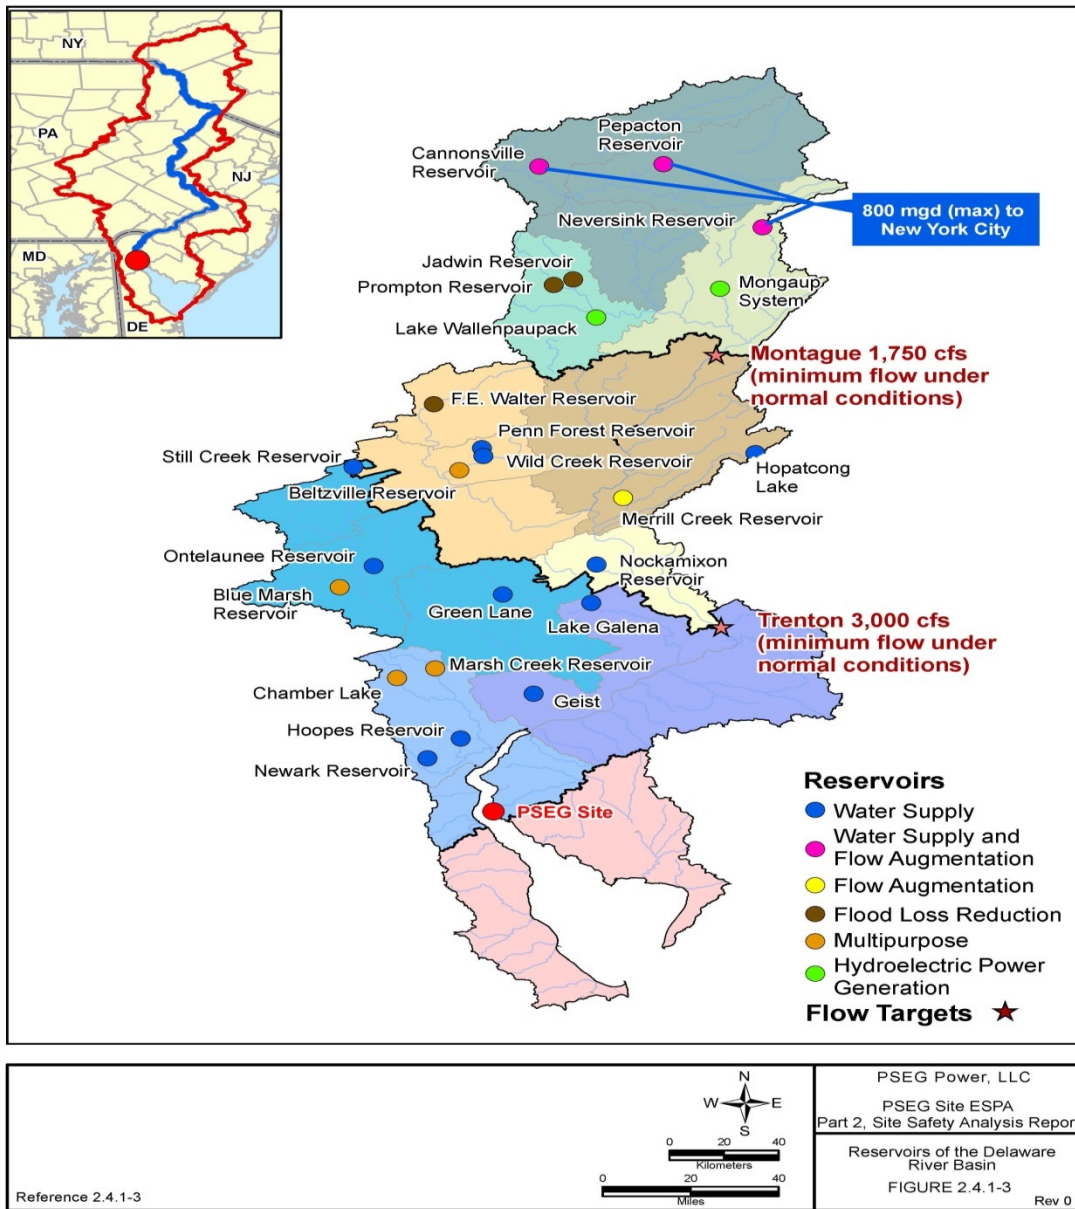 NY
PA
NJ
MD
DE
Pepacton
Reservoir
Cannonsville
Reservoir
Neversink Reservoir
800 mgd (max) to
New York City
Jadwin Reservoir
Prompton Reservoir
Mongaup
System
Lake Wallenpaupack
Montague 1,750 cfs
(minimum flow under
normal conditions)
F.E. Walter Reservoir
Penn Forest Reservoir
Still Creek Reservoir
Wild Creek Reservoir
Hopatcong
Lake
Beltzville Reservoir
Merrill Creek Reservoir
Ontelaunee Reservoir
Nockamixon
Reservoir
Blue Marsh
Reservoir
Green Lane
Lake Galena
Trenton 3,000 cfs
(minimum flow under
normal conditions)
Marsh Creek Reservoir
Chamber Lake
Geist
Hoopes Reservoir
Newark Reservoir
PSEG Site
Reservoirs
Water Supply
Water Supply and
Flow Augmentation
Flow Augmentation
Flood Loss Reduction
Multipurpose
Hydroelectric Power
Generation
Flow Targets
N
W E
S
0 20 40
Kilometers
0 20 40
Miles
Reference 2.4.1-3
PSEG Power, LLC
PSEG Site ESPA
Part 2, Site Safety Analysis Repor
Reservoirs of the Delaware
River Basin
FIGURE 2.4.1-3
Rev 0